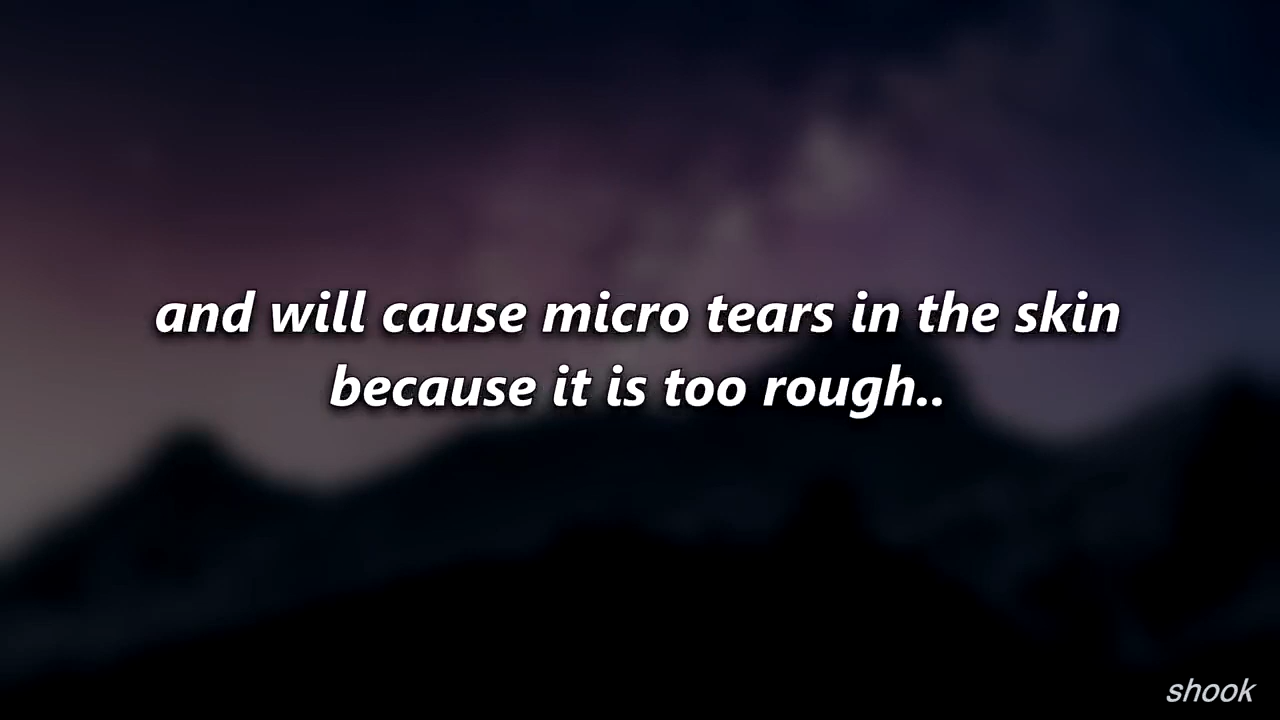 and will cause micro tears in the skin
because it is too rough..
shook